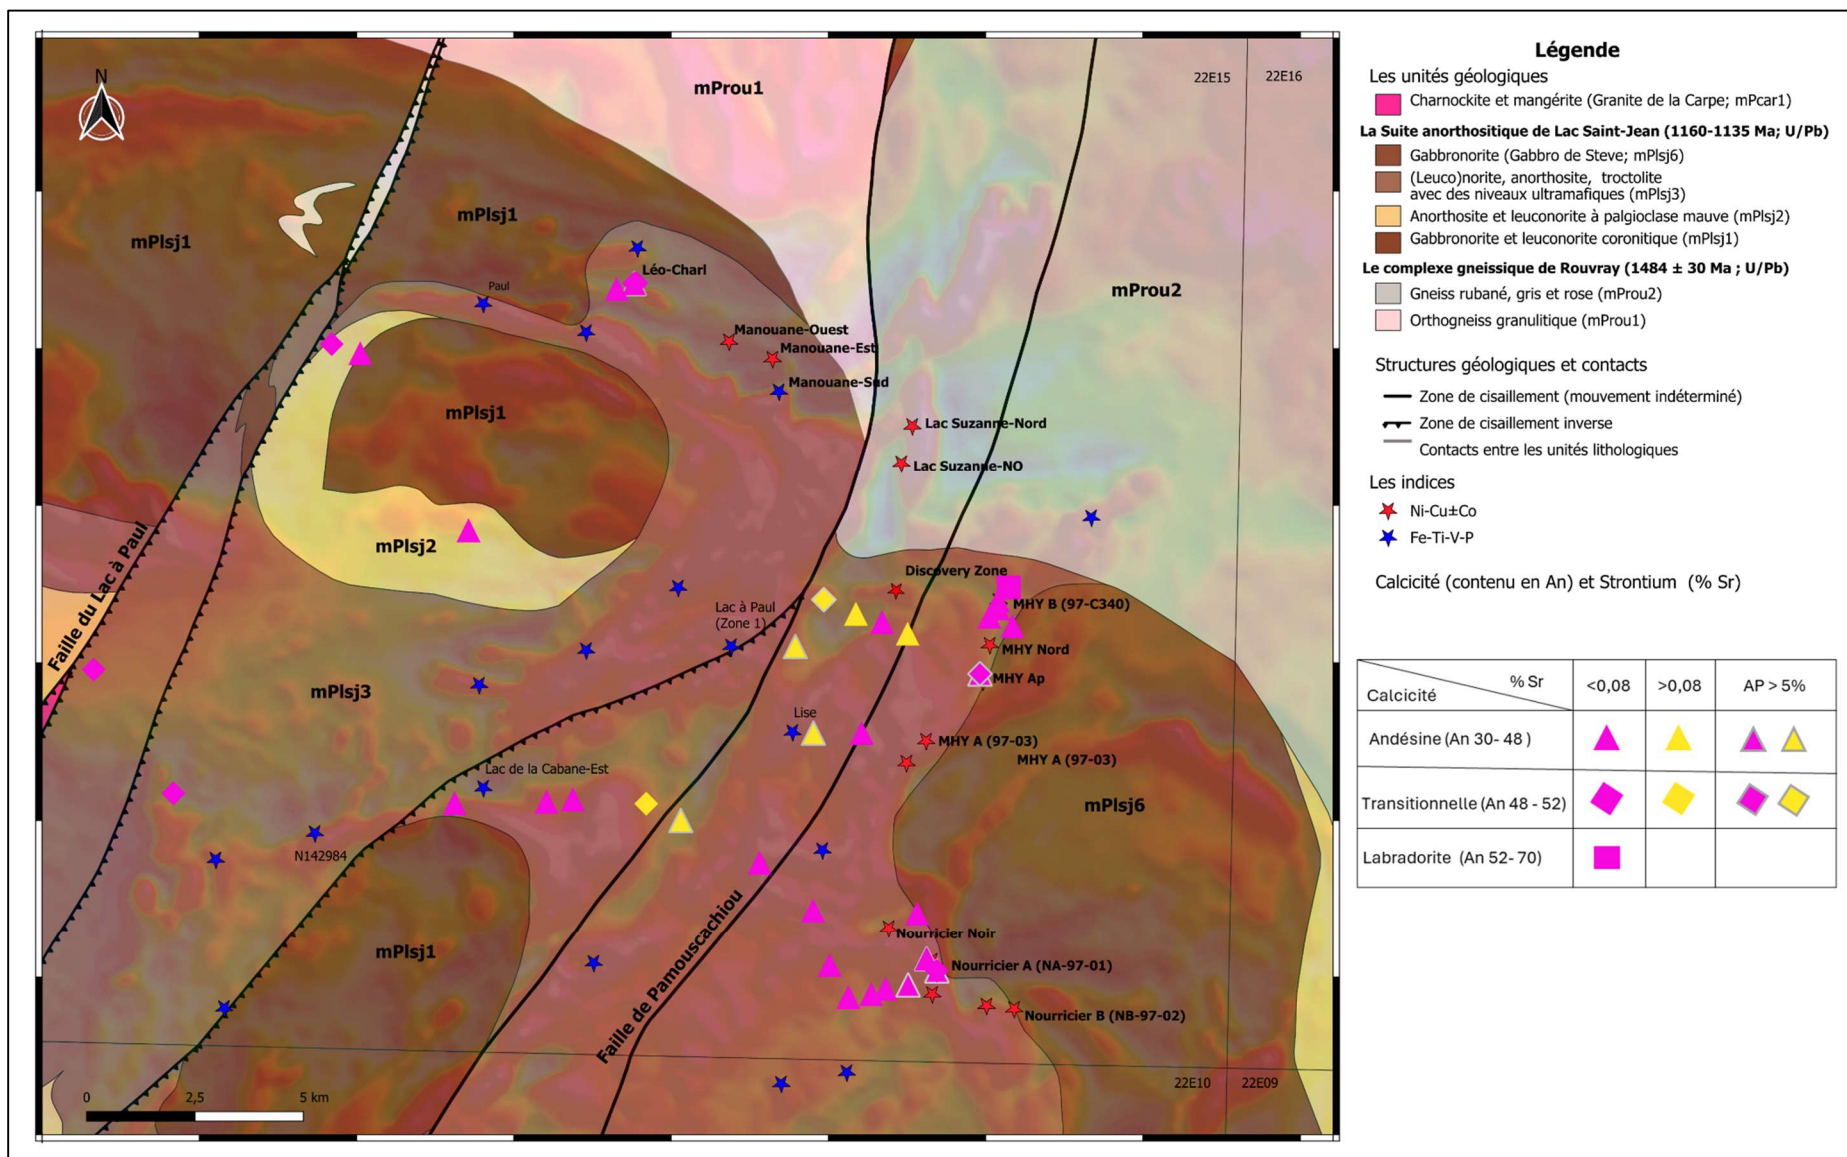 N
mProu1
22E15
22E16
mPlsj1
mPlsj1
Léo-Charl
Paul
mProu2
Manouane-Ouest
Manouane-Est
Manouane-Sud
mPlsj1
Lac Suzanne-Nord
Lac Suzanne-NO
mPlsj2
Faille du Lac à Paul
Discovery Zone
Lac à Paul
(Zone 1)
MHY B (97-C340)
MHY Nord
MHY Ap
mPlsj3
Lise
MHY A (97-03)
MHY A (97-03)
Lac de la Cabane-Est
mPlsj6
N142984
mPlsj1
Faille de Pamouscachiou
Nourricier Noir
Nourricier A (NA-97-01)
Nourricier B (NB-97-02)
22E10
22E09
0
2,5
5 km
Légende
Les unités géologiques
Charnockite et mangérite (Granite de la Carpe; mPcar1)
La Suite anorthositique de Lac Saint-Jean (1160-1135 Ma; U/Pb)
Gabbronorite (Gabbro de Steve; mPlsj6)
(Leuco)norite, anorthosite, troctolite
avec des niveaux ultramafiques (mPlsj3)
Anorthosite et leuconorite à palgioclase mauve (mPlsj2)
Gabbronorite et leuconorite coronitique (mPlsj1)
Le complexe gneissique de Rouvray (1484 ± 30 Ma ; U/Pb)
Gneiss rubané, gris et rose (mProu2)
Orthogneiss granulitique (mProu1)
Structures géologiques et contacts
Zone de cisaillement (mouvement indéterminé)
Zone de cisaillement inverse
Contacts entre les unités lithologiques
Les indices
Ni-Cu±Co
Fe-Ti-V-P
Calcicité (contenu en An) et Strontium (% Sr)
% Sr
Calcicité
<0,08
>0,08
AP > 5%
Andésine (An 30- 48 )
Transitionnelle (An 48 - 52)
Labradorite (An 52- 70)